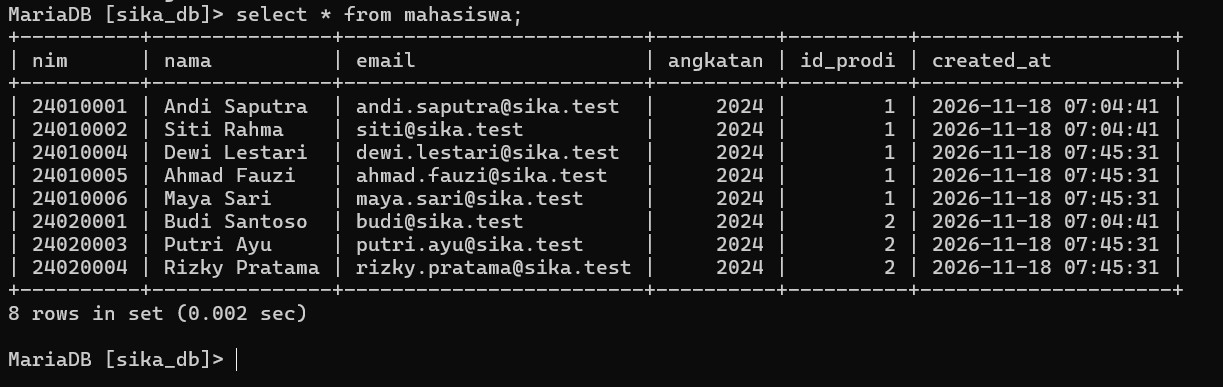 MariaDB [sika_db]> select * from mahasiswa;
+----------+---------------+-------------------------+----------+----------+---------------------+
| nim      | nama          | email                   | angkatan | id_prodi | created_at          |
+----------+---------------+-------------------------+----------+----------+---------------------+
| 24010001 | Andi Saputra  | andi.saputra@sika.test  |     2024 |        1 | 2026-11-18 07:04:41 |
| 24010002 | Siti Rahma    | siti@sika.test          |     2024 |        1 | 2026-11-18 07:04:41 |
| 24010004 | Dewi Lestari  | dewi.lestari@sika.test  |     2024 |        1 | 2026-11-18 07:45:31 |
| 24010005 | Ahmad Fauzi   | ahmad.fauzi@sika.test   |     2024 |        1 | 2026-11-18 07:45:31 |
| 24010006 | Maya Sari     | maya.sari@sika.test     |     2024 |        1 | 2026-11-18 07:45:31 |
| 24020001 | Budi Santoso  | budi@sika.test          |     2024 |        2 | 2026-11-18 07:04:41 |
| 24020003 | Putri Ayu     | putri.ayu@sika.test     |     2024 |        2 | 2026-11-18 07:45:31 |
| 24020004 | Rizky Pratama | rizky.pratama@sika.test |     2024 |        2 | 2026-11-18 07:45:31 |
+----------+---------------+-------------------------+----------+----------+---------------------+
8 rows in set (0.002 sec)
MariaDB [sika_db]>